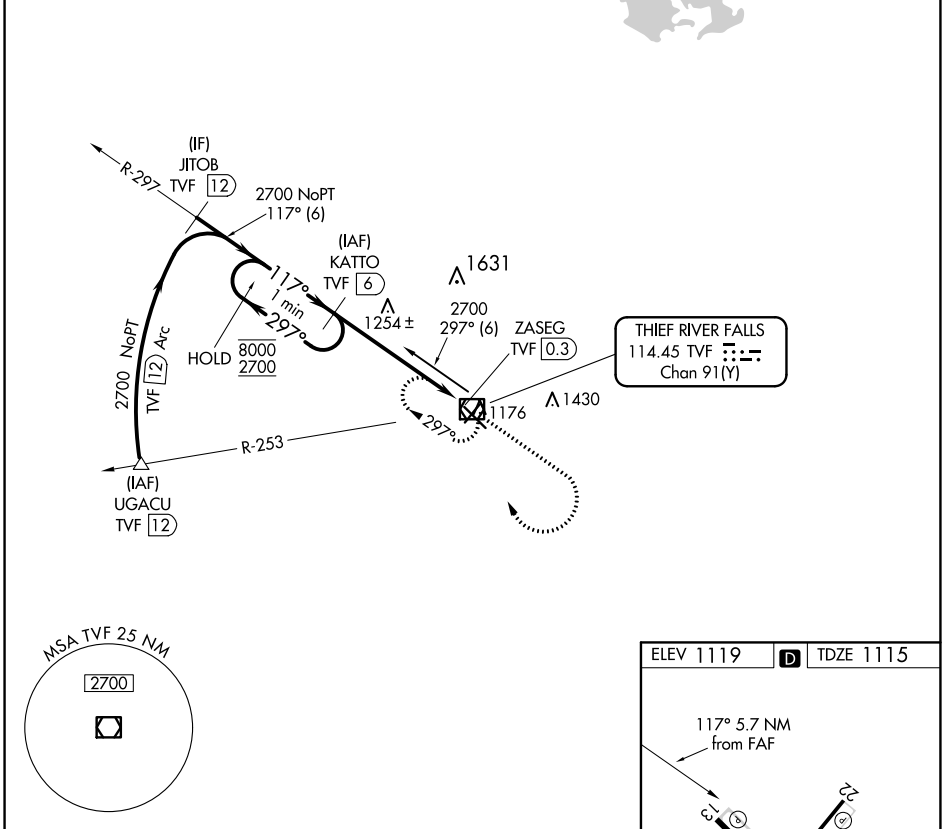 (IF)
JITOB
TVF 12
R-297
2700 NoPT
117° (6)
(IAF)
KATTO
TVF 6
1631
1254 ±
2700
297° (6)
ZASEG
TVF 0.3
THIEF RIVER FALLS
114.45 TVF
Chan 91(Y)
117°
1 min
297°
HOLD
8000
2700
2700 NoPT
TVF 12 Arc
1176
1430
297°
R-253
(IAF)
UGACU
TVF 12
MSA TVF 25 NM
2700
ELEV 1119
D
TDZE 1115
117° 5.7 NM
from FAF
13
P
22
P